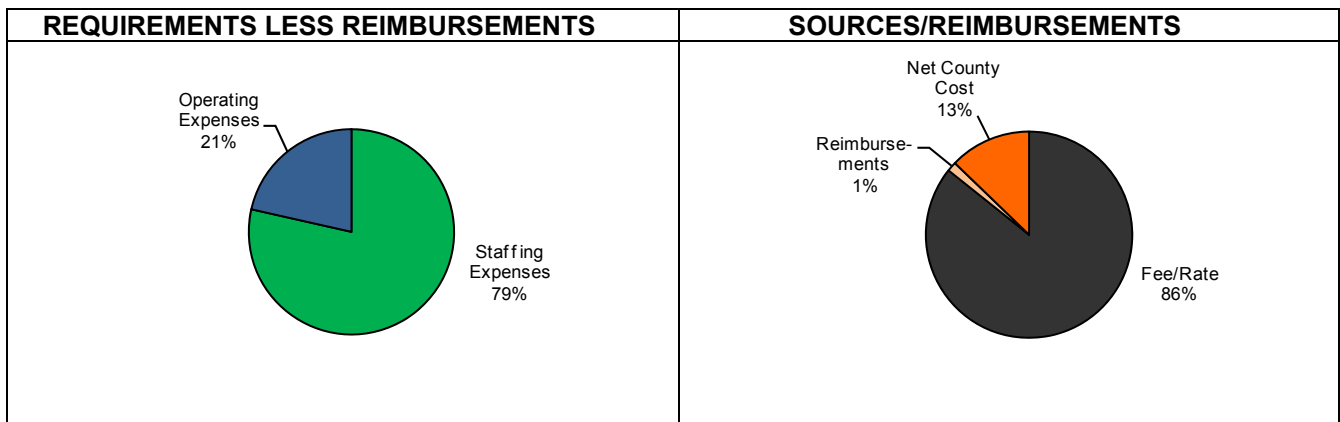 REQUIREMENTS LESS REIMBURSEMENTS
Operating
Expenses
21%
Staffing
Expenses
79%
SOURCES/REIMBURSEMENTS
Net County
Cost
13%
Reimburse-
ments
1%
Fee/Rate
86%